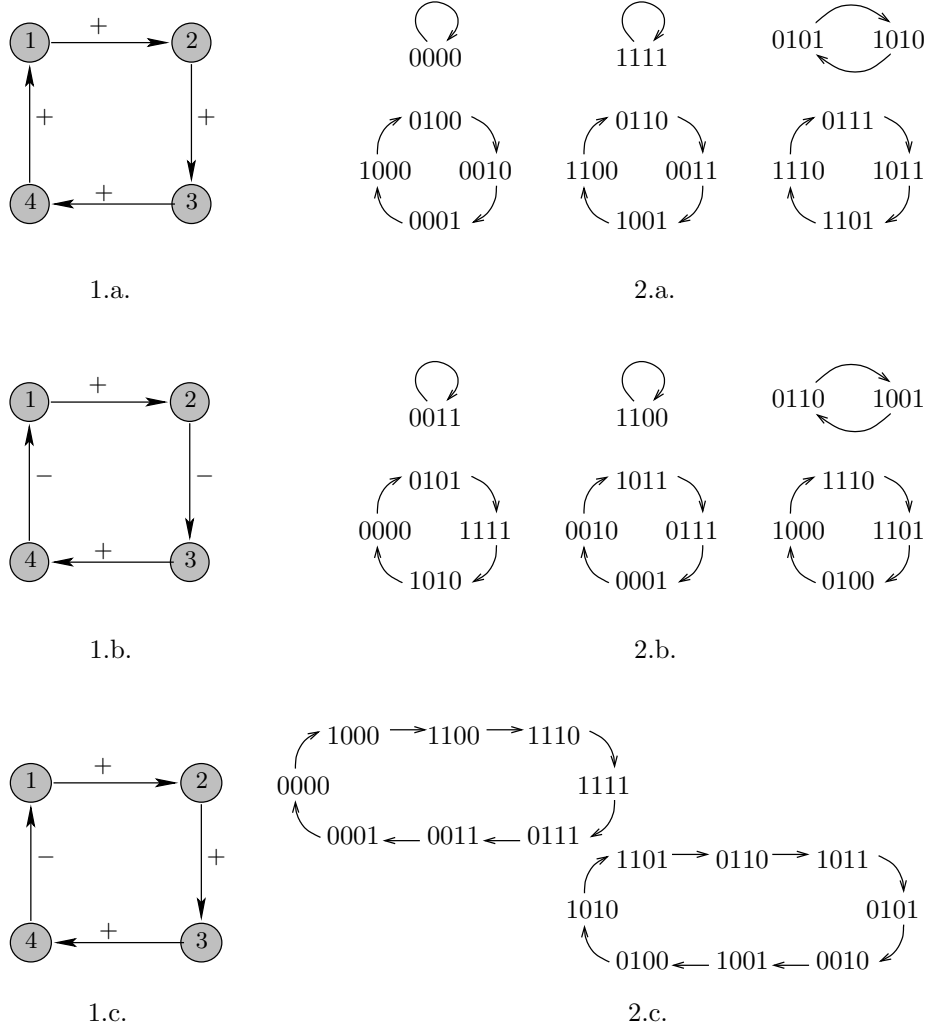 1 + 2 0000 1111 0101 1010
+ + 0100 0110 0111
1000 0010 1100 0011 1110 1011
4 + 3 0001 1001 1101
1.a. 2.a.
1 + 2 0011 1100 0110 1001
− − 0101 1011 1110
0000 1111 0010 0111 1000 1101
4 + 3 1010 0001 0100
1.b. 2.b.
1000 1100 1110
1 + 2 0000 1111
0001 0011 0111
− + 1101 0110 1011
1010 0101
4 + 3 0100 1001 0010
1.c. 2.c.